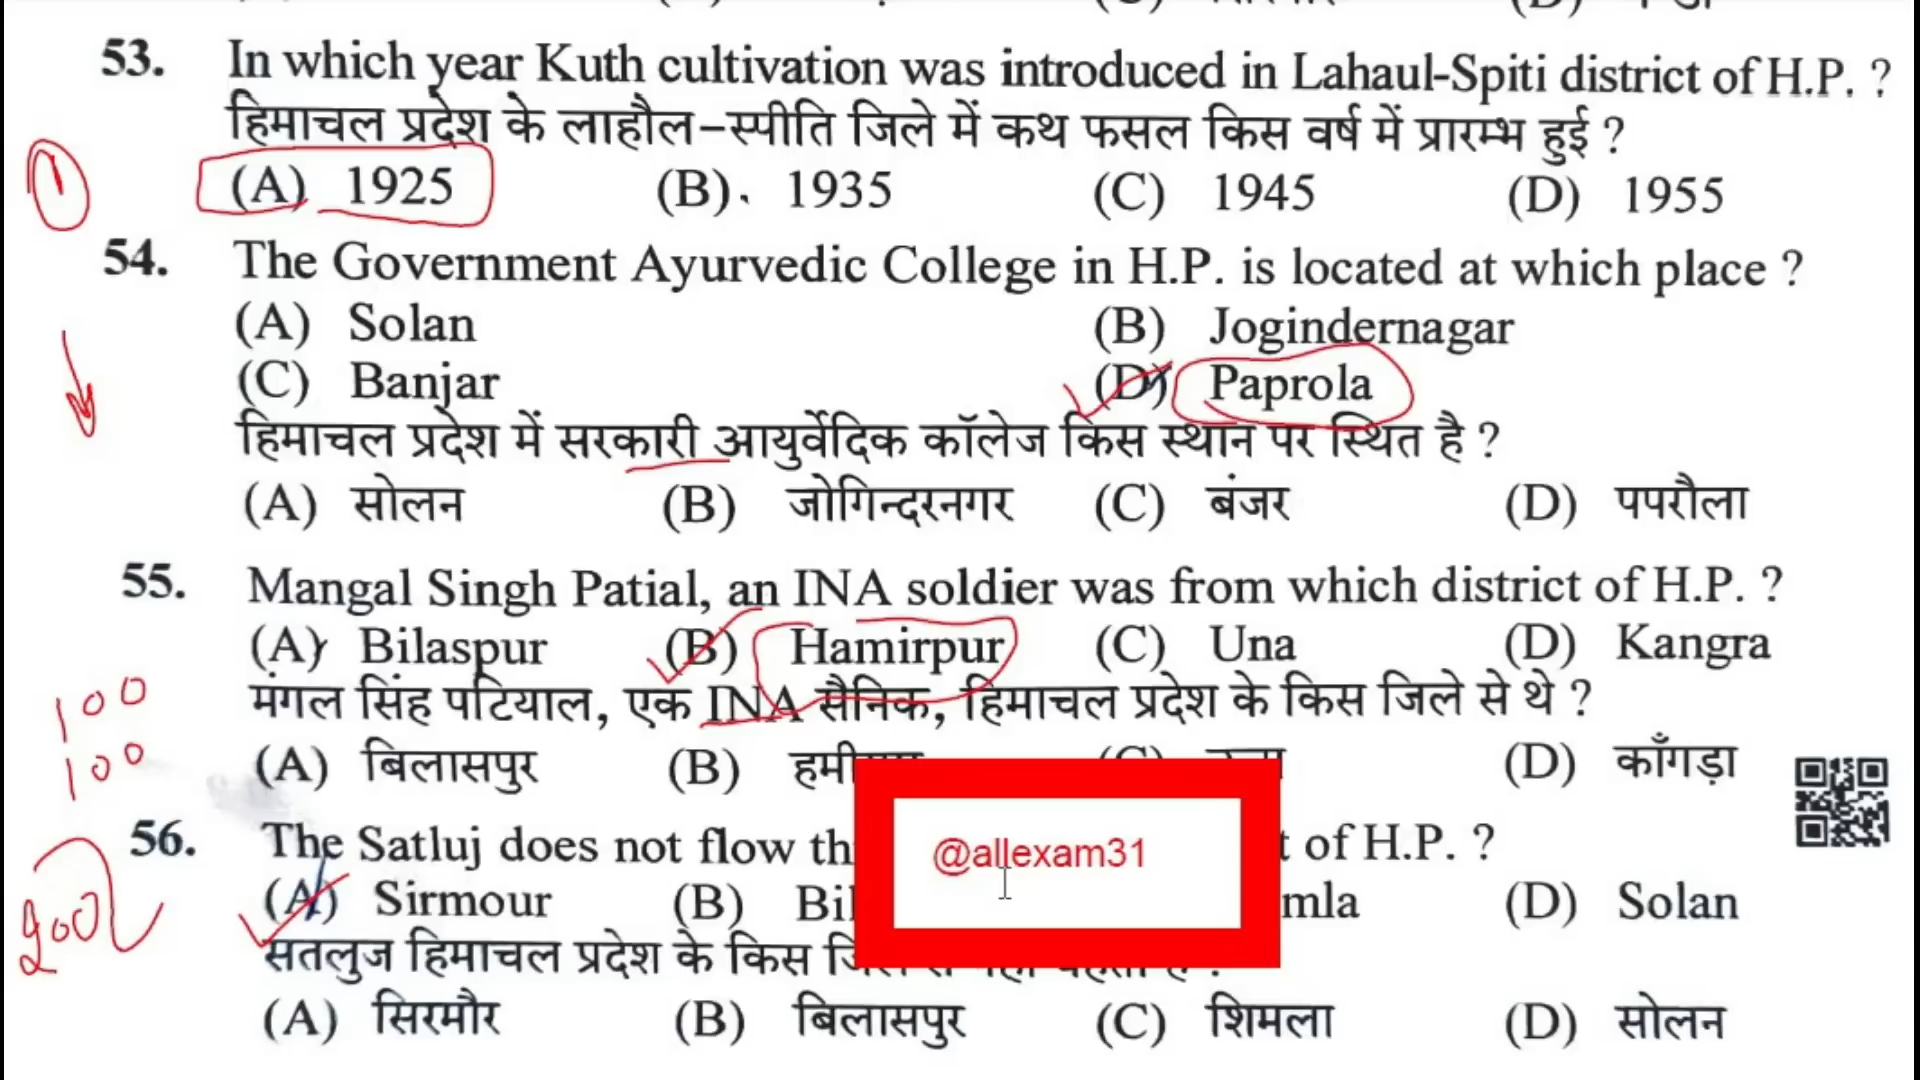 53. In which year Kuth cultivation was introduced in Lahaul-Spiti district of H.P. ?
हिमाचल प्रदेश के लाहौल-स्पीति जिले में कथ फसल किस वर्ष में प्रारम्भ हुई ?
1 (A) 1925 (B) 1935 (C) 1945 (D) 1955
54. The Government Ayurvedic College in H.P. is located at which place ?
(A) Solan (B) Jogindernagar
(C) Banjar (D) Paprola
हिमाचल प्रदेश में सरकारी आयुर्वेदिक कॉलेज किस स्थान पर स्थित है ?
(A) सोलन (B) जोगिन्दरनगर (C) बंजर (D) पपरौला
55. Mangal Singh Patial, an INA soldier was from which district of H.P. ?
(A) Bilaspur (B) Hamirpur (C) Una (D) Kangra
100 मंगल सिंह पटियाल, एक INA सैनिक, हिमाचल प्रदेश के किस जिले से थे ?
100 (A) बिलासपुर (B) (C) (D) काँगड़ा
56. The Satluj does not flow of H.P. ?
@allexam31
200 (A) Sirmour (B) (D) Solan
सतलुज हिमाचल प्रदेश के किस
(A) सिरमौर (B) बिलासपुर (C) शिमला (D) सोलन